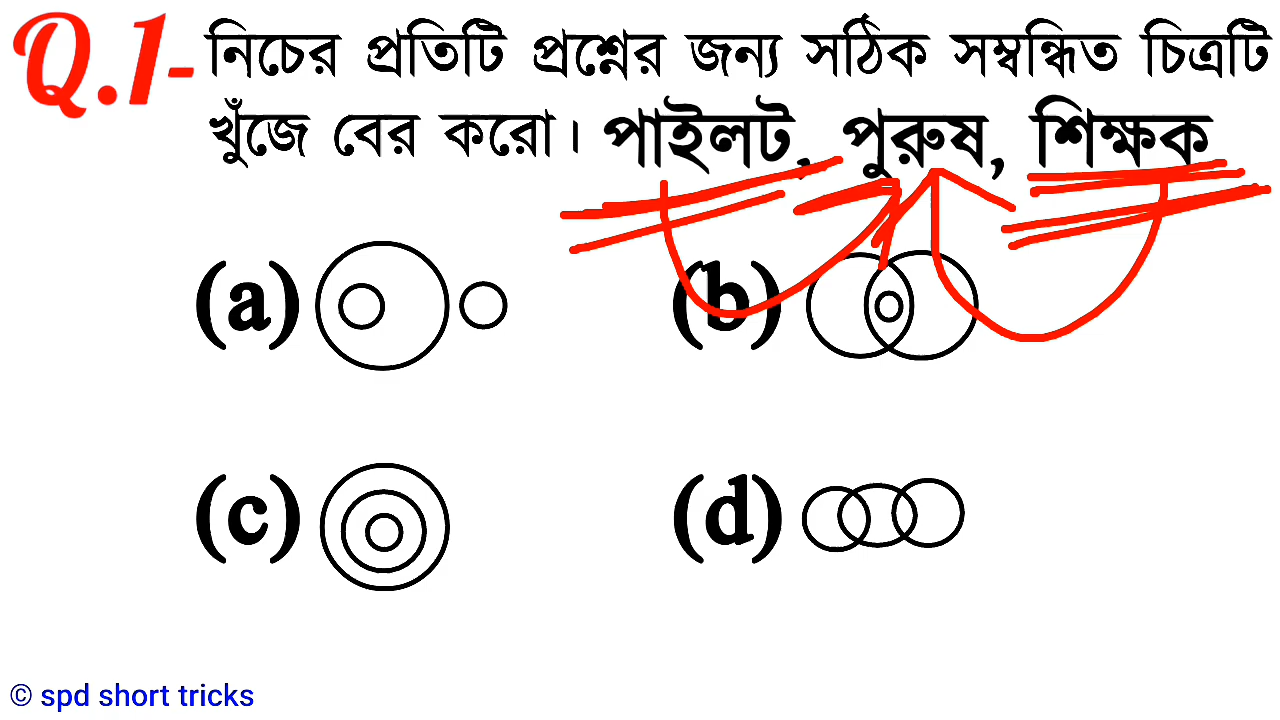 Q.1- নিচের প্রতিটি প্রশ্নের জন্য সঠিক সম্বন্ধিত চিত্রটি
খুঁজে বের করো। পাইলট, পুরুষ, শিক্ষক
(a) (b)
(c) (d)
© spd short tricks